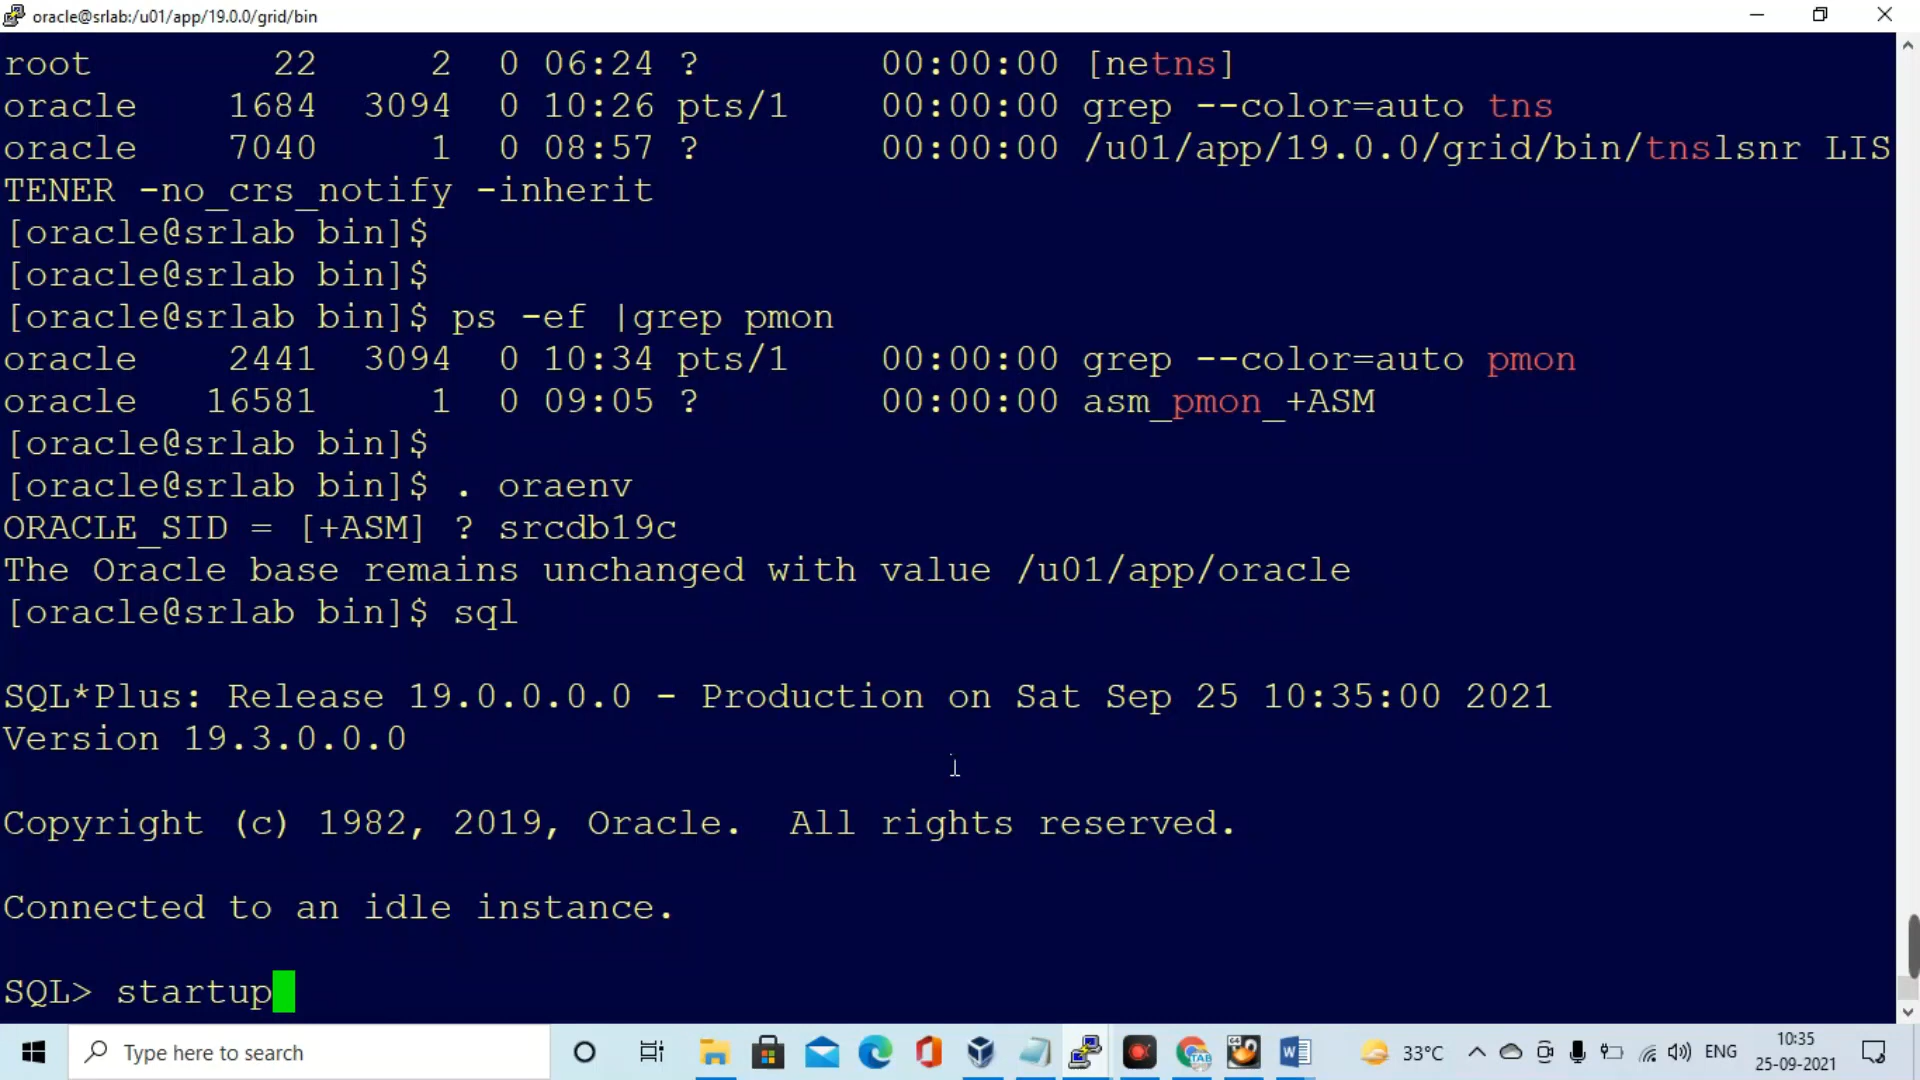 oracle@srlab:/u01/app/19.0.0/grid/bin
root 22 2 0 06:24 ? 00:00:00 [netns]
oracle 1684 3094 0 10:26 pts/1 00:00:00 grep --color=auto tns
oracle 7040 1 0 08:57 ? 00:00:00 /u01/app/19.0.0/grid/bin/tnslsnr LIS
TENER -no_crs_notify -inherit
[oracle@srlab bin]$
[oracle@srlab bin]$
[oracle@srlab bin]$ ps -ef |grep pmon
oracle 2441 3094 0 10:34 pts/1 00:00:00 grep --color=auto pmon
oracle 16581 1 0 09:05 ? 00:00:00 asm_pmon_+ASM
[oracle@srlab bin]$
[oracle@srlab bin]$ . oraenv
ORACLE_SID = [+ASM] ? srcdb19c
The Oracle base remains unchanged with value /u01/app/oracle
[oracle@srlab bin]$ sql
SQL*Plus: Release 19.0.0.0.0 - Production on Sat Sep 25 10:35:00 2021
Version 19.3.0.0.0
Copyright (c) 1982, 2019, Oracle. All rights reserved.
Connected to an idle instance.
SQL> startup
Type here to search
TAB
64
33°C
ENG
10:35
25-09-2021